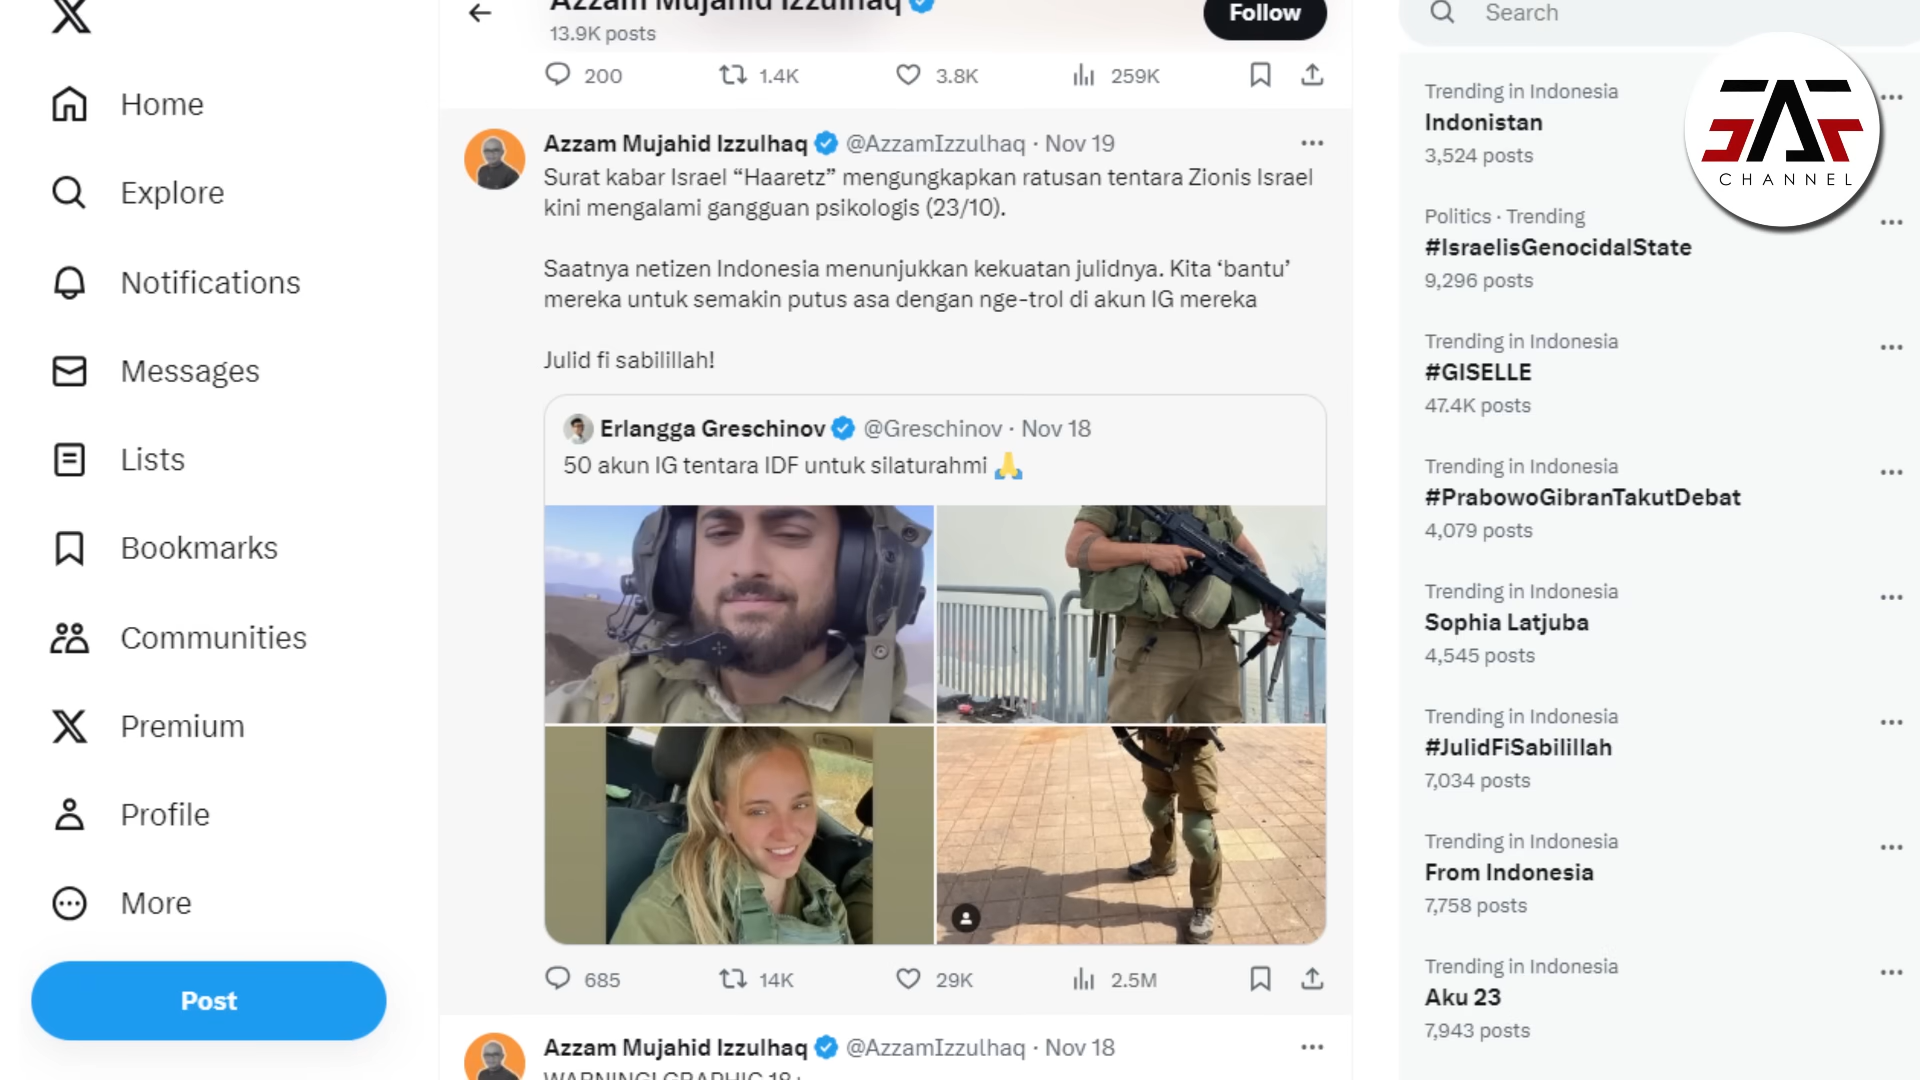 Home
Explore
Notifications
Messages
Lists
Bookmarks
Communities
Premium
Profile
More
Post
Azzam Mujahid Izzulhaq
13.9K posts
Follow
200 1.4K 3.8K 259K
Azzam Mujahid Izzulhaq @AzzamIzzulhaq · Nov 19
Surat kabar Israel “Haaretz” mengungkapkan ratusan tentara Zionis Israel
kini mengalami gangguan psikologis (23/10).
Saatnya netizen Indonesia menunjukkan kekuatan julidnya. Kita ‘bantu’
mereka untuk semakin putus asa dengan nge-trol di akun IG mereka
Julid fi sabilillah!
Erlangga Greschinov @Greschinov · Nov 18
50 akun IG tentara IDF untuk silaturahmi 🙏
685 14K 29K 2.5M
Azzam Mujahid Izzulhaq @AzzamIzzulhaq · Nov 18
WARNING! GRAPHIC 18+
Search
Trending in Indonesia
Indonistan
3,524 posts
Politics · Trending
#IsraelisGenocidalState
9,296 posts
Trending in Indonesia
#GISELLE
47.4K posts
Trending in Indonesia
#PrabowoGibranTakutDebat
4,079 posts
Trending in Indonesia
Sophia Latjuba
4,545 posts
Trending in Indonesia
#JulidFiSabilillah
7,034 posts
Trending in Indonesia
From Indonesia
7,758 posts
Trending in Indonesia
Aku 23
7,943 posts
CHANNEL